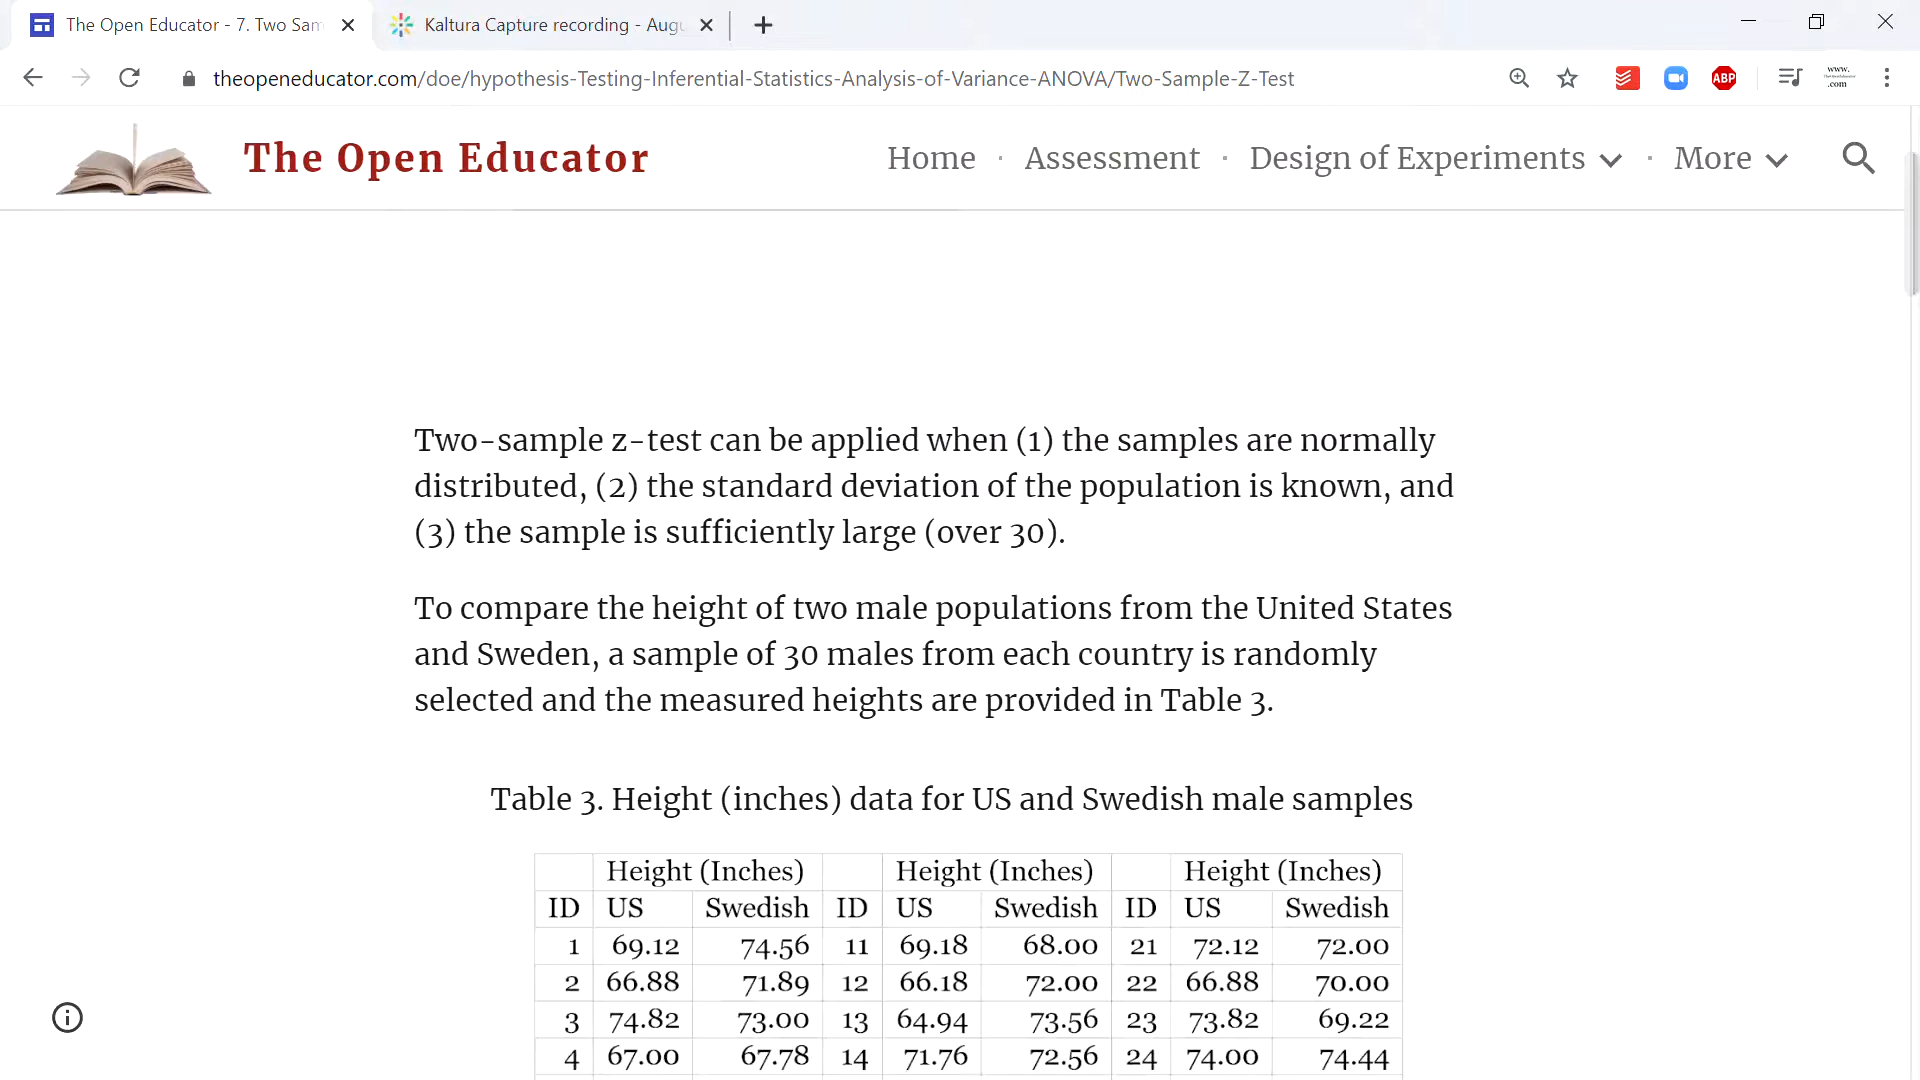 The Open Educator - 7. Two Sam
Kaltura Capture recording - Augu
theopeneducator.com/doe/hypothesis-Testing-Inferential-Statistics-Analysis-of-Variance-ANOVA/Two-Sample-Z-Test
ABP
www.
.com
The Open Educator
Home · Assessment · Design of Experiments · More
Two-sample z-test can be applied when (1) the samples are normally
distributed, (2) the standard deviation of the population is known, and
(3) the sample is sufficiently large (over 30).
To compare the height of two male populations from the United States
and Sweden, a sample of 30 males from each country is randomly
selected and the measured heights are provided in Table 3.
Table 3. Height (inches) data for US and Swedish male samples
Height (Inches) Height (Inches) Height (Inches)
ID US Swedish ID US Swedish ID US Swedish
1 69.12 74.56 11 69.18 68.00 21 72.12 72.00
2 66.88 71.89 12 66.18 72.00 22 66.88 70.00
3 74.82 73.00 13 64.94 73.56 23 73.82 69.22
4 67.00 67.78 14 71.76 72.56 24 74.00 74.44